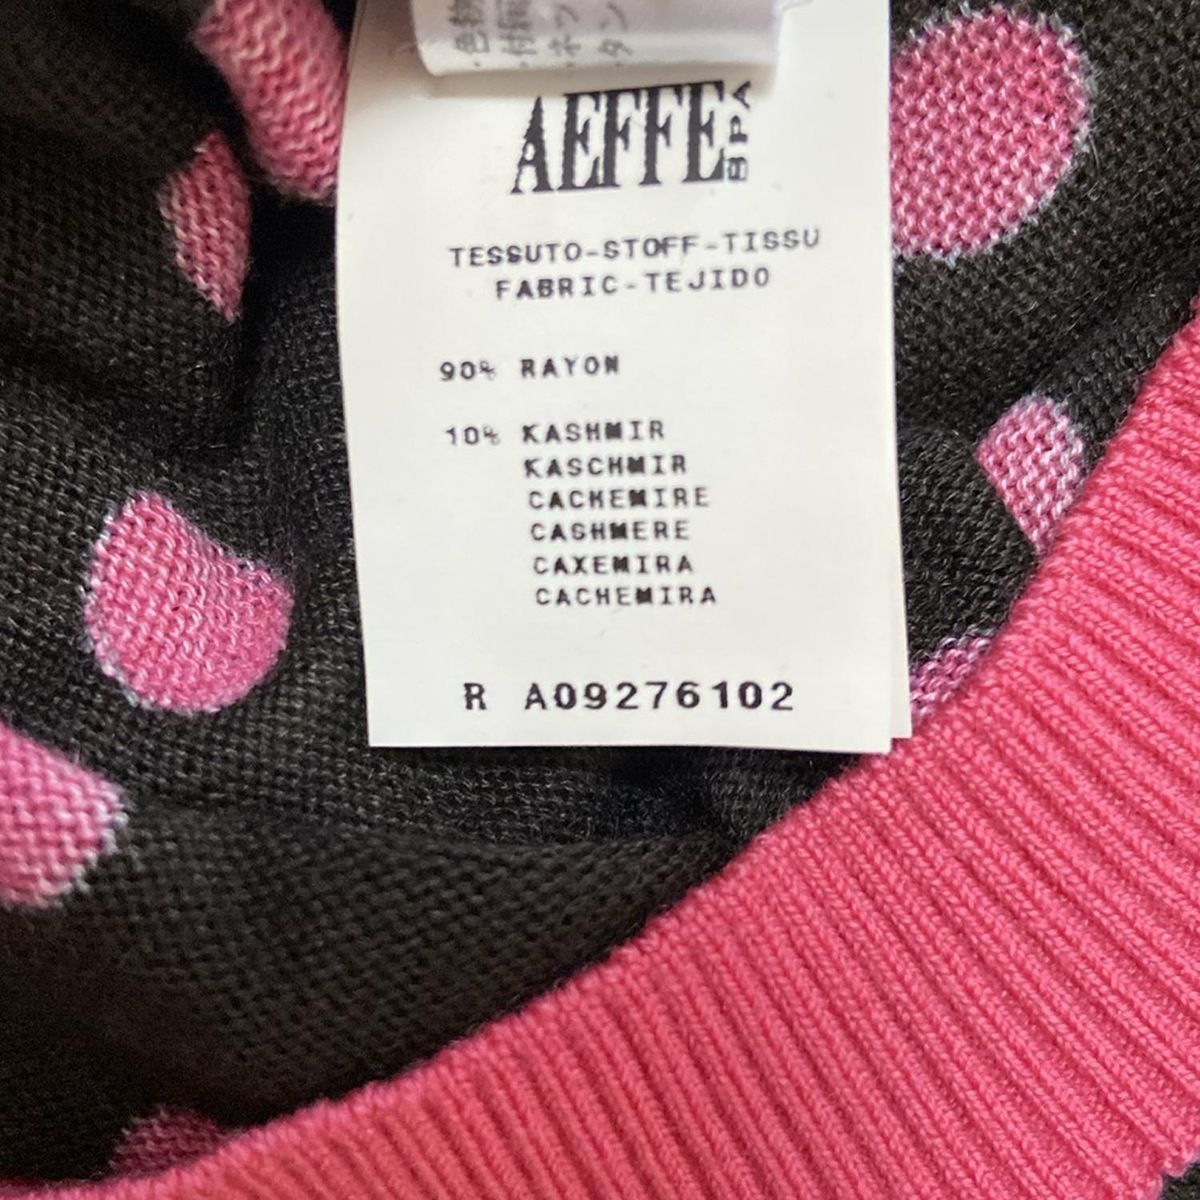 AEFFE SPA
TESSUTO-STOFF-TISSU
FABRIC-TEJIDO
90% RAYON
10% KASHMIR
KASCHMIR
CACHEMIRE
CASHMERE
CAXEMIRA
CACHEMIRA
R A09276102